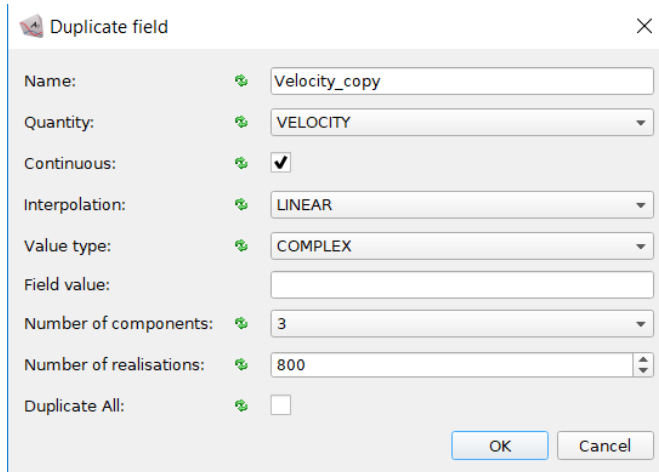 Duplicate field
Name: Velocity_copy
Quantity: VELOCITY
Continuous:
Interpolation: LINEAR
Value type: COMPLEX
Field value:
Number of components: 3
Number of realisations: 800
Duplicate All:
OK Cancel